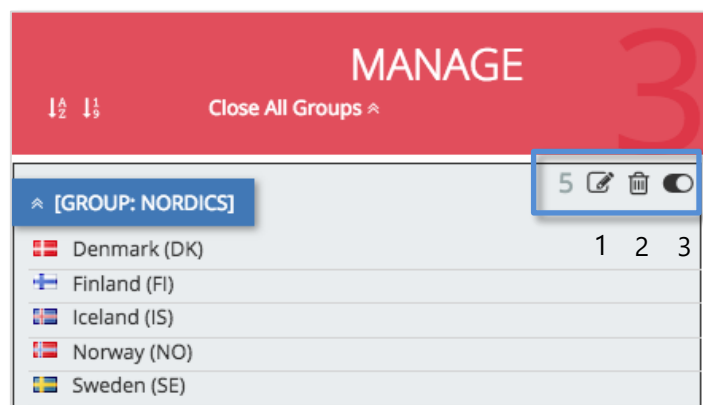 MANAGE
3
Close All Groups
5
[GROUP: NORDICS]
1 2 3
Denmark (DK)
Finland (FI)
Iceland (IS)
Norway (NO)
Sweden (SE)